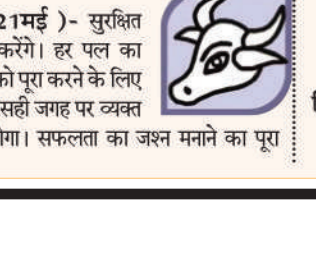 21मई )- सुरक्षित
करेंगे। हर पल का
को पूरा करने के लिए
सही जगह पर व्यक्त
गा। सफलता का जश्न मनाने का पूरा